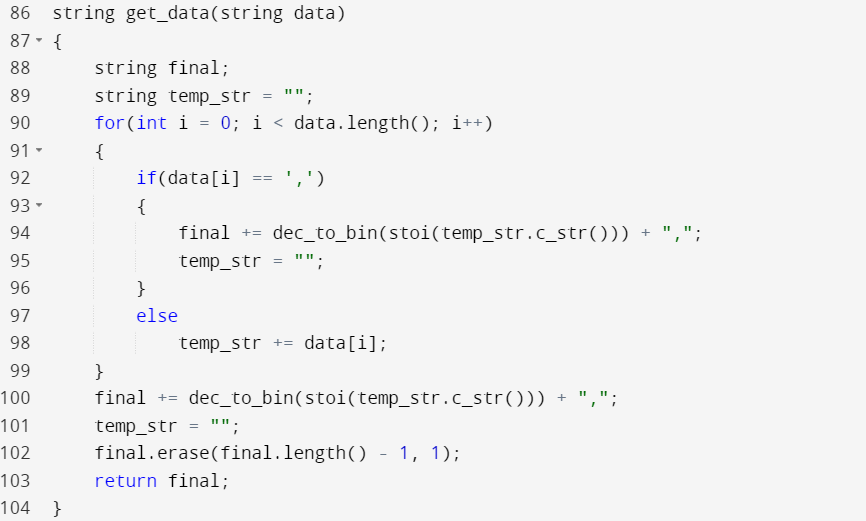 86 string get_data(string data)
87 {
88     string final;
89     string temp_str = "";
90     for(int i = 0; i < data.length(); i++)
91     {
92         if(data[i] == ',')
93         {
94             final += dec_to_bin(stoi(temp_str.c_str())) + ",";
95             temp_str = "";
96         }
97         else
98             temp_str += data[i];
99     }
100     final += dec_to_bin(stoi(temp_str.c_str())) + ",";
101     temp_str = "";
102     final.erase(final.length() - 1, 1);
103     return final;
104 }